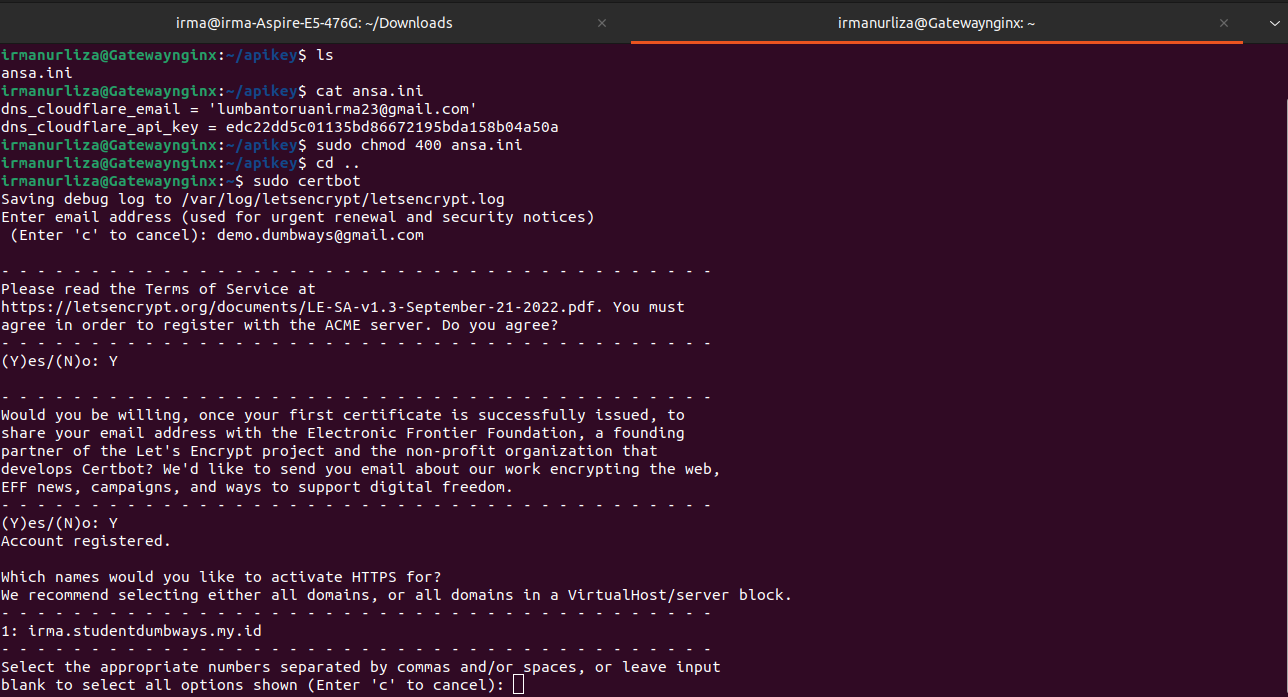 irma@irma-Aspire-E5-476G: ~/Downloads
irmanurliza@Gatewaynginx: ~
irmanurliza@Gatewaynginx:~/apikey$ ls
ansa.ini
irmanurliza@Gatewaynginx:~/apikey$ cat ansa.ini
dns_cloudflare_email = 'lumbantoruanirma23@gmail.com'
dns_cloudflare_api_key = edc22dd5c01135bd86672195bda158b04a50a
irmanurliza@Gatewaynginx:~/apikey$ sudo chmod 400 ansa.ini
irmanurliza@Gatewaynginx:~/apikey$ cd ..
irmanurliza@Gatewaynginx:~$ sudo certbot
Saving debug log to /var/log/letsencrypt/letsencrypt.log
Enter email address (used for urgent renewal and security notices)
 (Enter 'c' to cancel): demo.dumbways@gmail.com
- - - - - - - - - - - - - - - - - - - - - - - - - - - - - - - - - - - - - - - -
Please read the Terms of Service at
https://letsencrypt.org/documents/LE-SA-v1.3-September-21-2022.pdf. You must
agree in order to register with the ACME server. Do you agree?
- - - - - - - - - - - - - - - - - - - - - - - - - - - - - - - - - - - - - - - -
(Y)es/(N)o: Y
- - - - - - - - - - - - - - - - - - - - - - - - - - - - - - - - - - - - - - - -
Would you be willing, once your first certificate is successfully issued, to
share your email address with the Electronic Frontier Foundation, a founding
partner of the Let's Encrypt project and the non-profit organization that
develops Certbot? We'd like to send you email about our work encrypting the web,
EFF news, campaigns, and ways to support digital freedom.
- - - - - - - - - - - - - - - - - - - - - - - - - - - - - - - - - - - - - - - -
(Y)es/(N)o: Y
Account registered.
Which names would you like to activate HTTPS for?
We recommend selecting either all domains, or all domains in a VirtualHost/server block.
- - - - - - - - - - - - - - - - - - - - - - - - - - - - - - - - - - - - - - - -
1: irma.studentdumbways.my.id
- - - - - - - - - - - - - - - - - - - - - - - - - - - - - - - - - - - - - - - -
Select the appropriate numbers separated by commas and/or spaces, or leave input
blank to select all options shown (Enter 'c' to cancel):